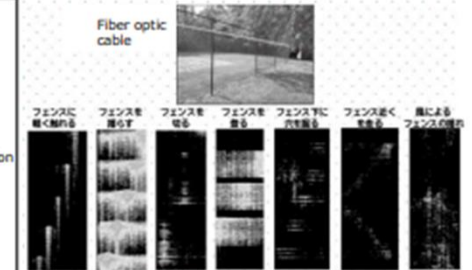 Fiber optic
cable
フェンスに
軽く触れる
フェンスを
揺らす
フェンスを
切る
フェンスを
登る
フェンス下に
穴を掘る
フェンス近く
を走る
風による
フェンスの揺れ
on